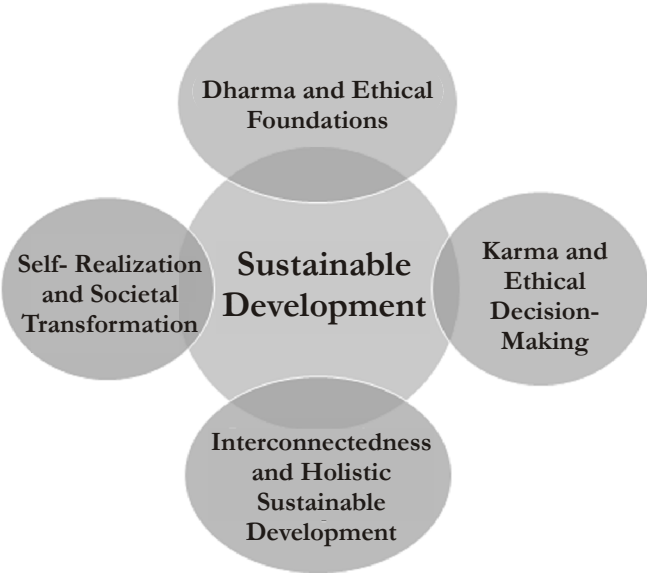 Dharma and Ethical
Foundations
Self- Realization
and Societal
Transformation
Sustainable
Development
Karma and
Ethical
Decision-
Making
Interconnectedness
and Holistic
Sustainable
Development